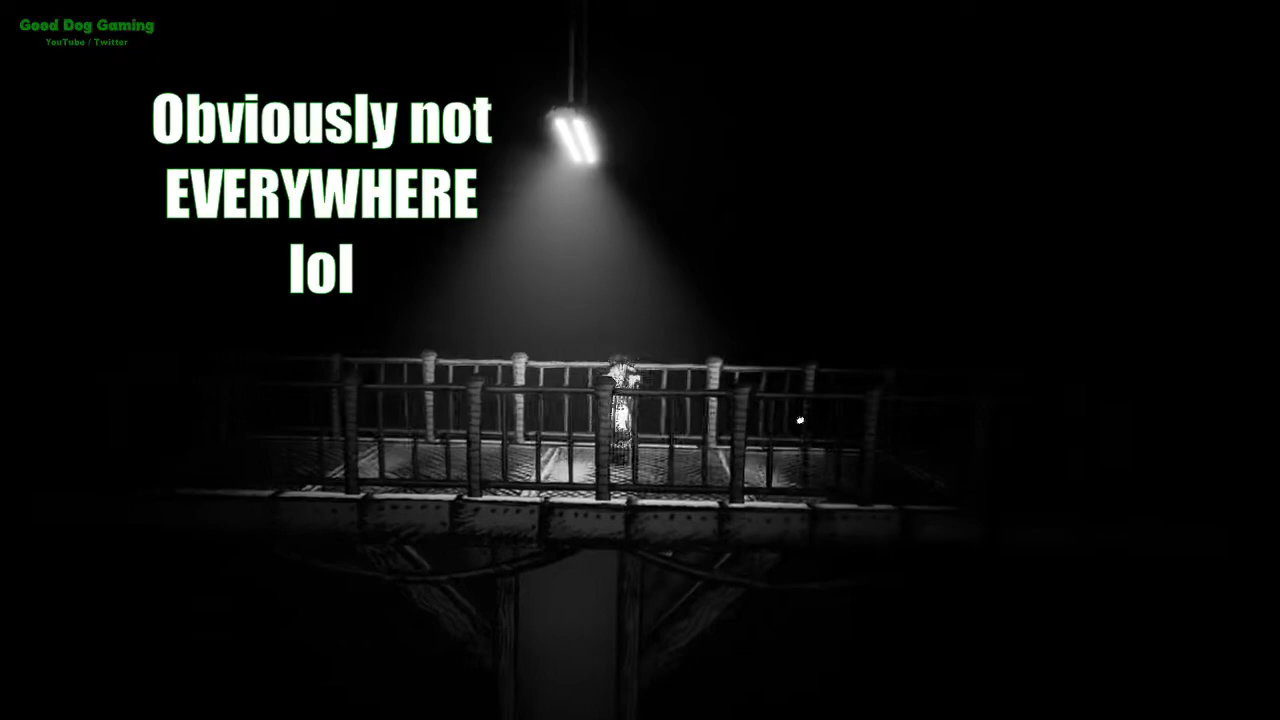 Good Dog Gaming
YouTube / Twitter
Obviously not
EVERYWHERE
lol